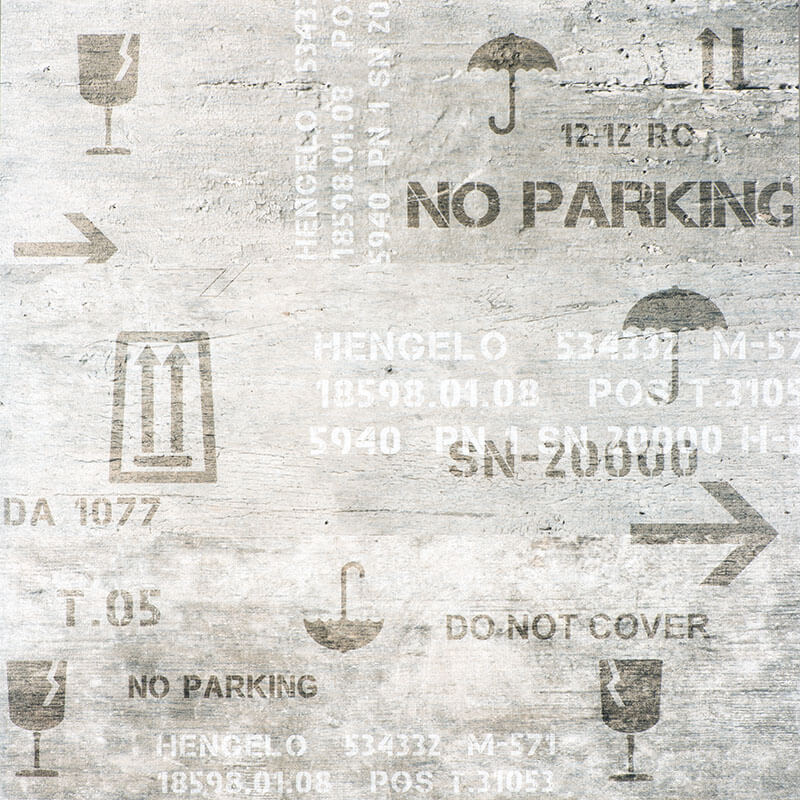 HENGELO 5343
18598.01.08 POS
5940 PN 1 SN 20
12.12 RO
NO PARKING
HENGELO 534332 M-57
18598.01.08 POS T.3105
5940 PN 1 SN 20000 H-5
SN-20000
DA 1077
T.05
DO NOT COVER
NO PARKING
HENGELO 534332 M-571
18598.01.08 POS T.31053